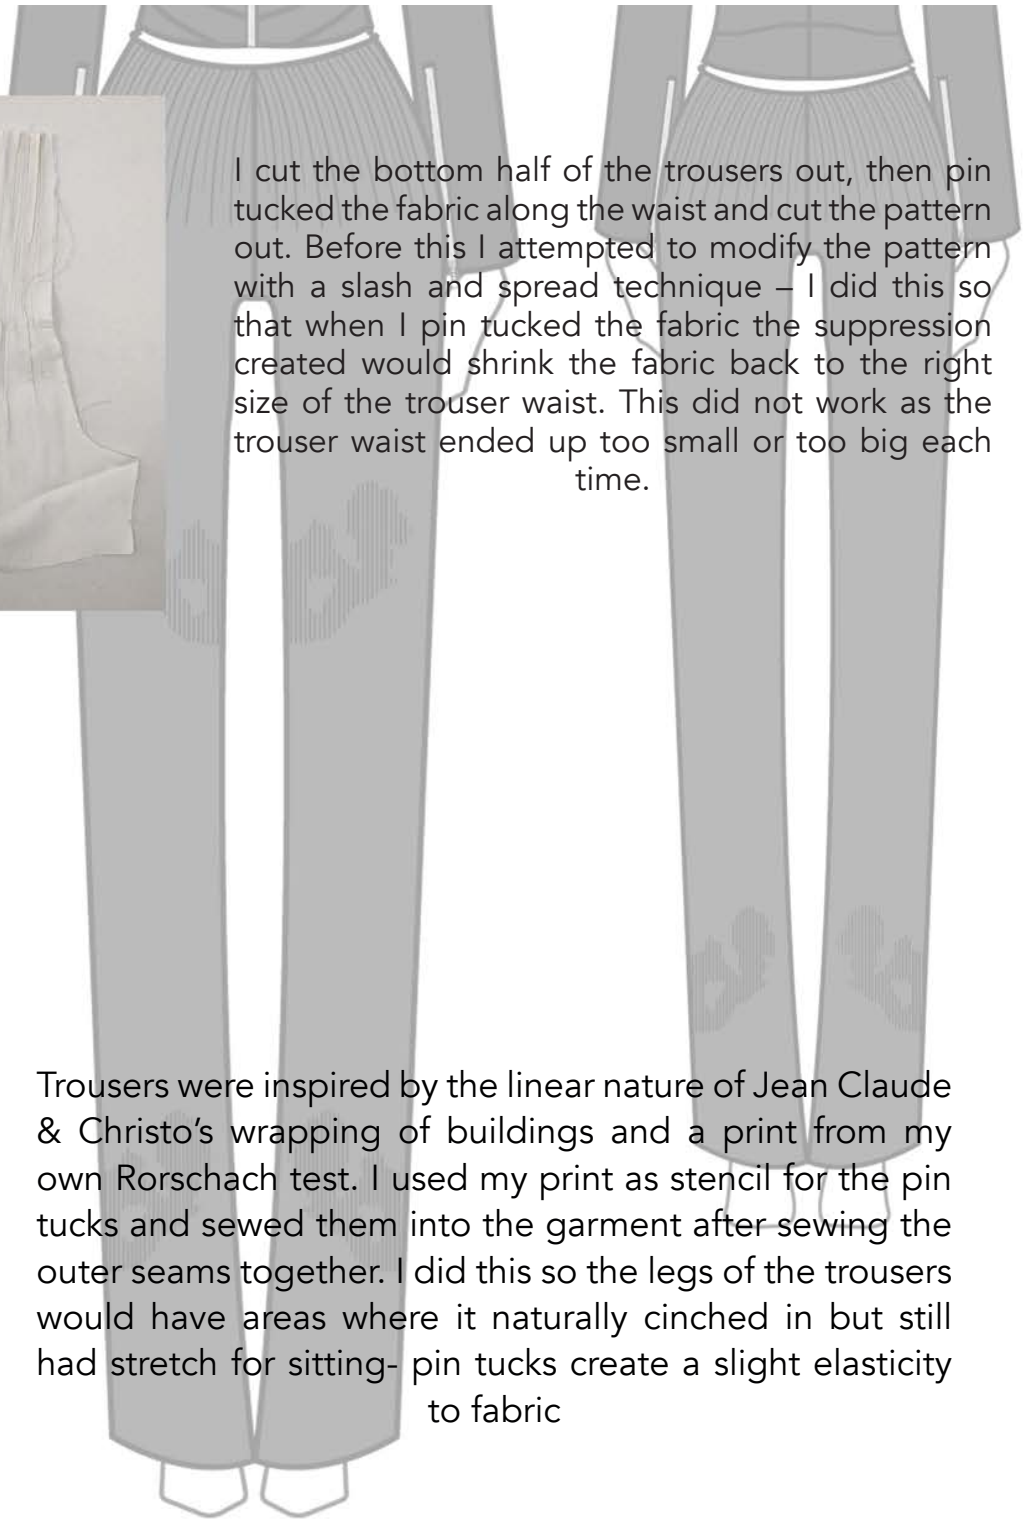 I cut the bottom half of the trousers out, then pin
tucked the fabric along the waist and cut the pattern
out. Before this I attempted to modify the pattern
with a slash and spread technique – I did this so
that when I pin tucked the fabric the suppression
created would shrink the fabric back to the right
size of the trouser waist. This did not work as the
trouser waist ended up too small or too big each
time.
Trousers were inspired by the linear nature of Jean Claude
& Christo’s wrapping of buildings and a print from my
own Rorschach test. I used my print as stencil for the pin
tucks and sewed them into the garment after sewing the
outer seams together. I did this so the legs of the trousers
would have areas where it naturally cinched in but still
had stretch for sitting- pin tucks create a slight elasticity
to fabric